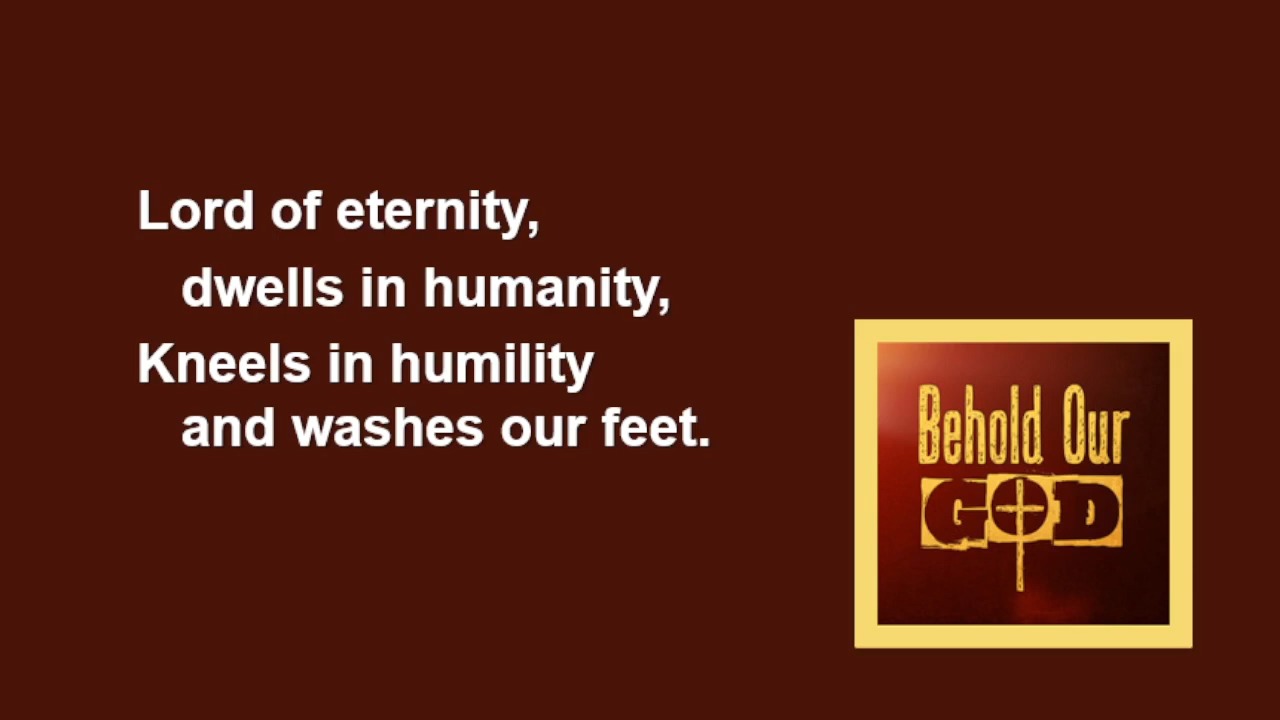 Lord of eternity,
dwells in humanity,
Kneels in humility
and washes our feet.
Behold Our
GOD